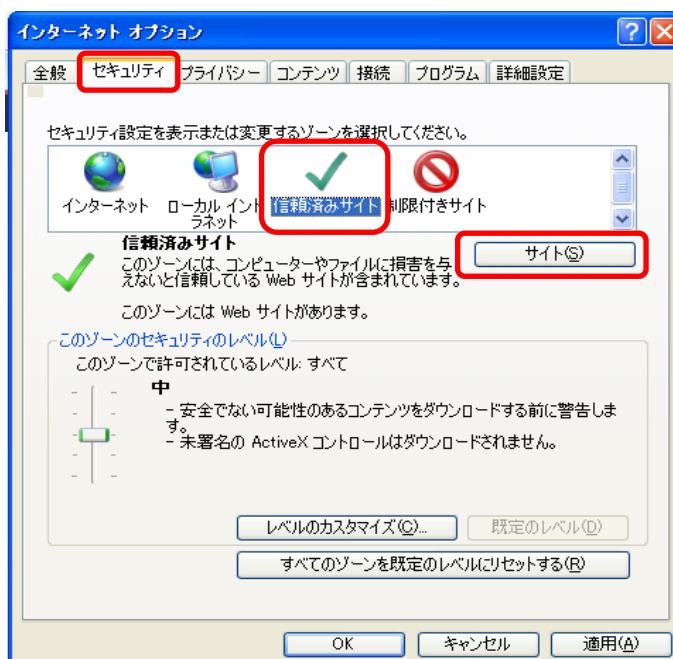 インターネット オプション
全般 セキュリティ プライバシー コンテンツ 接続 プログラム 詳細設定
セキュリティ設定を表示または変更するゾーンを選択してください。
インターネット ローカル イント 信頼済みサイト 制限付きサイト
ラネット
信頼済みサイト
サイト(S)
このゾーンには、コンピューターやファイルに損害を与
えないと信頼している Web サイトが含まれています。
このゾーンには Web サイトがあります。
このゾーンのセキュリティのレベル(L)
このゾーンで許可されているレベル: すべて
中
- 安全でない可能性のあるコンテンツをダウンロードする前に警告しま
す。
- 未署名の ActiveX コントロールはダウンロードされません。
レベルのカスタマイズ(C)... 既定のレベル(D)
すべてのゾーンを既定のレベルにリセットする(R)
OK キャンセル 適用(A)